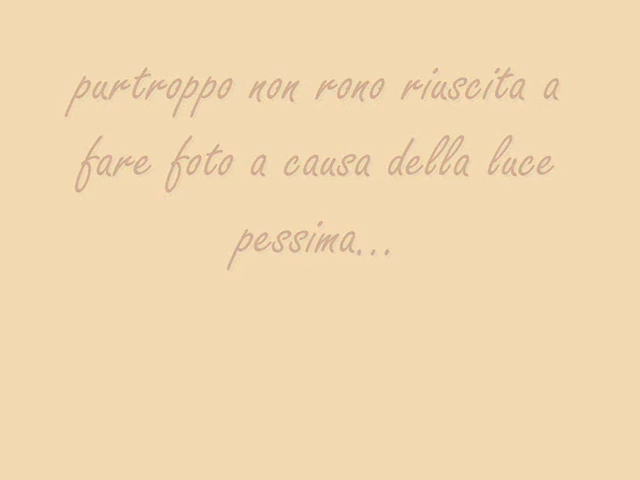 purtroppo non rono riuscita a
fare foto a causa della luce
pessima...